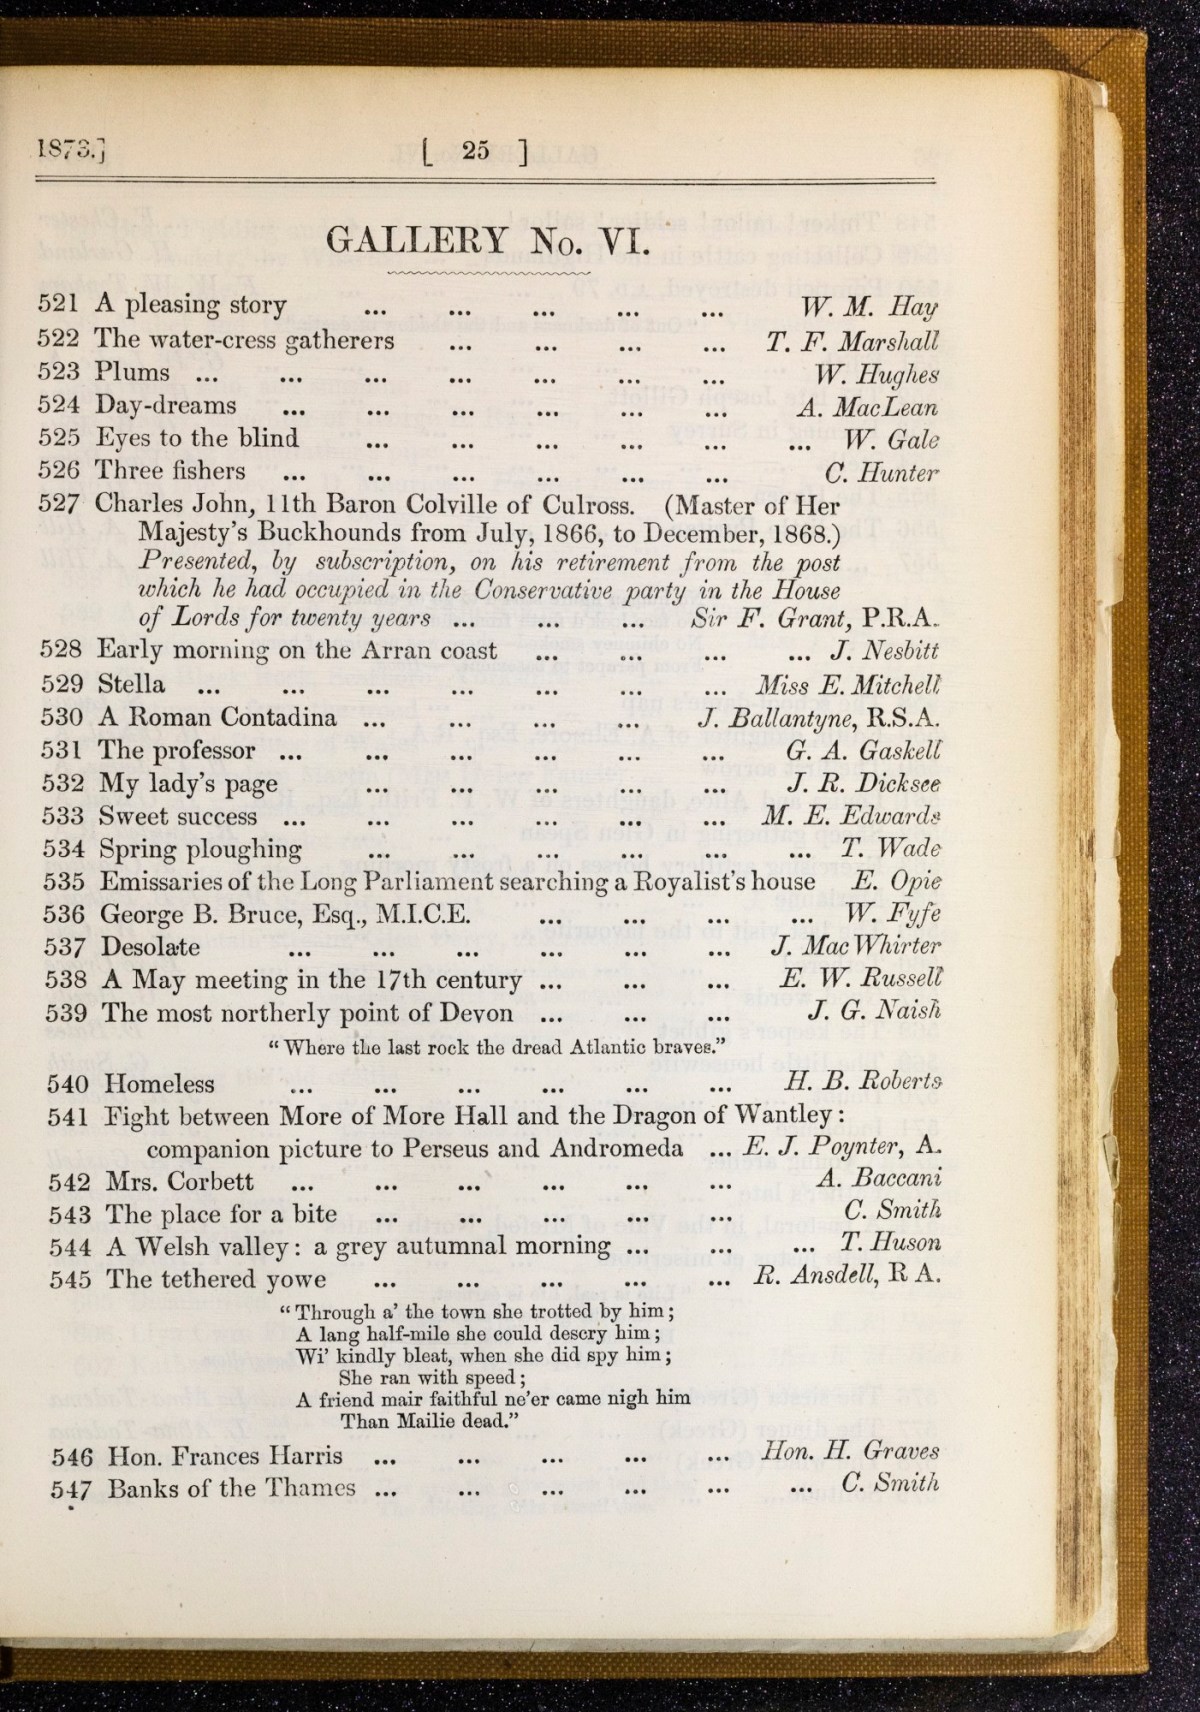 1873.] [ 25 ]
GALLERY No. VI.
521 A pleasing story ... ... ... ... ... W. M. Hay
522 The water-cress gatherers ... ... ... ... T. F. Marshall
523 Plums ... ... ... ... ... ... ... W. Hughes
524 Day-dreams ... ... ... ... ... ... A. MacLean
525 Eyes to the blind ... ... ... ... ... ... W. Gale
526 Three fishers ... ... ... ... ... ... C. Hunter
527 Charles John, 11th Baron Colville of Culross. (Master of Her
Majesty's Buckhounds from July, 1866, to December, 1868.)
Presented, by subscription, on his retirement from the post
which he had occupied in the Conservative party in the House
of Lords for twenty years ... ... ... Sir F. Grant, P.R.A.
528 Early morning on the Arran coast ... ... ... ... J. Nesbitt
529 Stella ... ... ... ... ... ... ... Miss E. Mitchell
530 A Roman Contadina ... ... ... ... J. Ballantyne, R.S.A.
531 The professor ... ... ... ... ... ... G. A. Gaskell
532 My lady's page ... ... ... ... ... J. R. Dicksee
533 Sweet success ... ... ... ... ... ... M. E. Edwards
534 Spring ploughing ... ... ... ... ... ... T. Wade
535 Emissaries of the Long Parliament searching a Royalist's house E. Opie
536 George B. Bruce, Esq., M.I.C.E. ... ... ... ... W. Fyfe
537 Desolate ... ... ... ... ... ... J. MacWhirter
538 A May meeting in the 17th century ... ... ... E. W. Russell
539 The most northerly point of Devon ... ... ... J. G. Naish
"Where the last rock the dread Atlantic braves."
540 Homeless ... ... ... ... ... ... H. B. Roberts
541 Fight between More of More Hall and the Dragon of Wantley:
companion picture to Perseus and Andromeda ... E. J. Poynter, A.
542 Mrs. Corbett ... ... ... ... ... ... A. Baccani
543 The place for a bite ... ... ... ... ... C. Smith
544 A Welsh valley: a grey autumnal morning ... ... ... T. Huson
545 The tethered yowe ... ... ... ... ... R. Ansdell, R A.
"Through a' the town she trotted by him;
A lang half-mile she could descry him;
Wi' kindly bleat, when she did spy him;
She ran with speed;
A friend mair faithful ne'er came nigh him
Than Mailie dead."
546 Hon. Frances Harris ... ... ... ... ... Hon. H. Graves
547 Banks of the Thames ... ... ... ... ... ... C. Smith